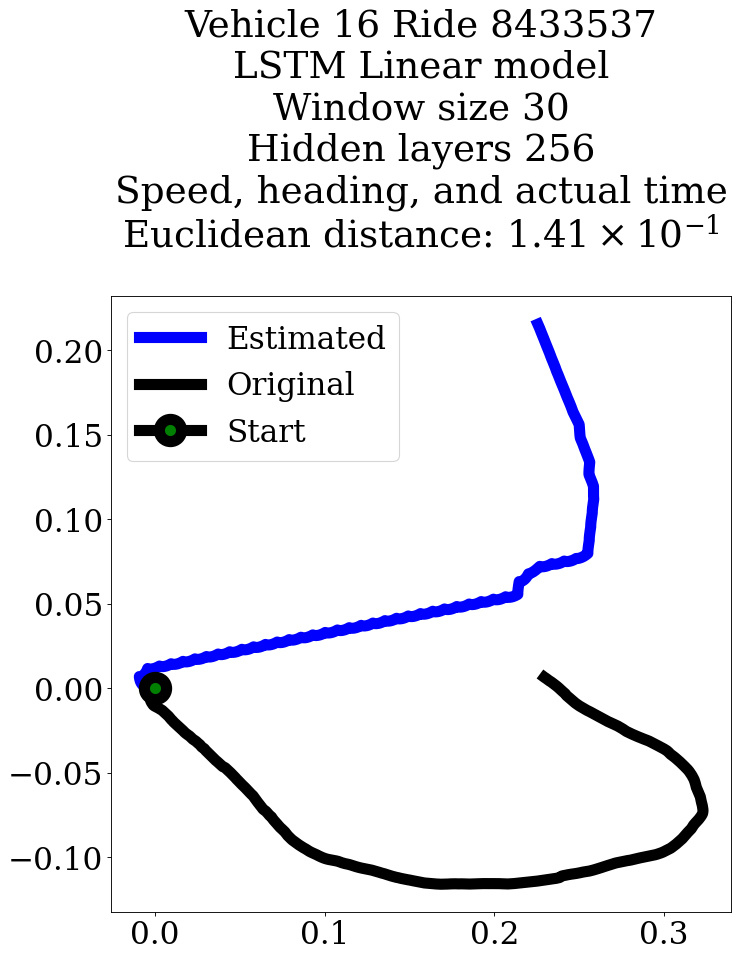 Vehicle 16 Ride 8433537
LSTM Linear model
Window size 30
Hidden layers 256
Speed, heading, and actual time
Euclidean distance: 1.41 × 10⁻¹
Estimated
Original
Start
0.20
0.15
0.10
0.05
0.00
−0.05
−0.10
0.0 0.1 0.2 0.3